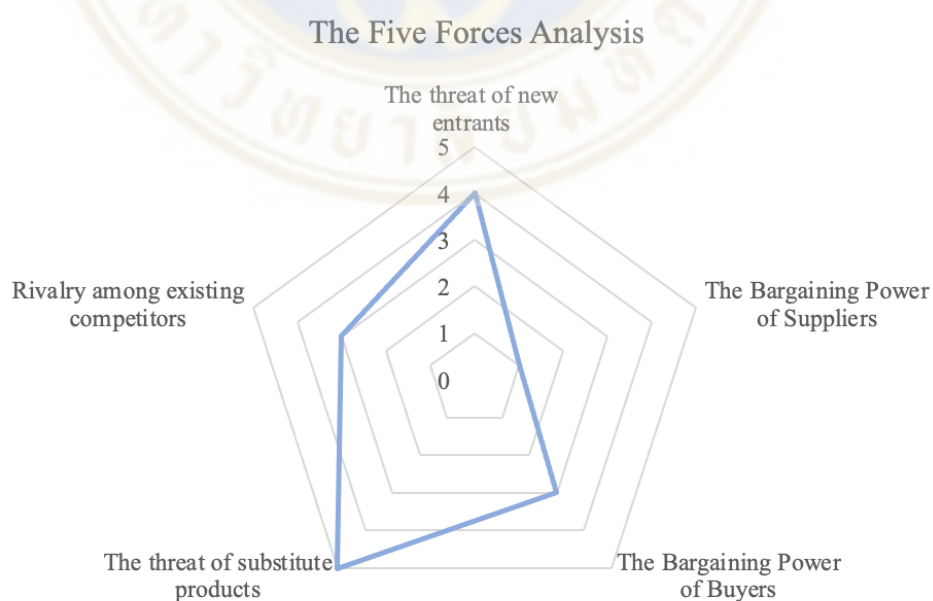 The Five Forces Analysis
The threat of new
entrants
5
4
3
2
1
0
Rivalry among existing
competitors
The Bargaining Power
of Suppliers
The threat of substitute
products
The Bargaining Power
of Buyers